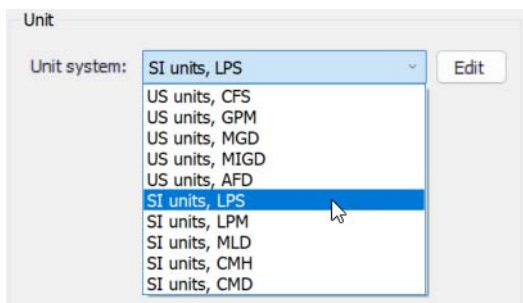 Unit
Unit system: SI units, LPS Edit
US units, CFS
US units, GPM
US units, MGD
US units, MIGD
US units, AFD
SI units, LPS
SI units, LPM
SI units, MLD
SI units, CMH
SI units, CMD